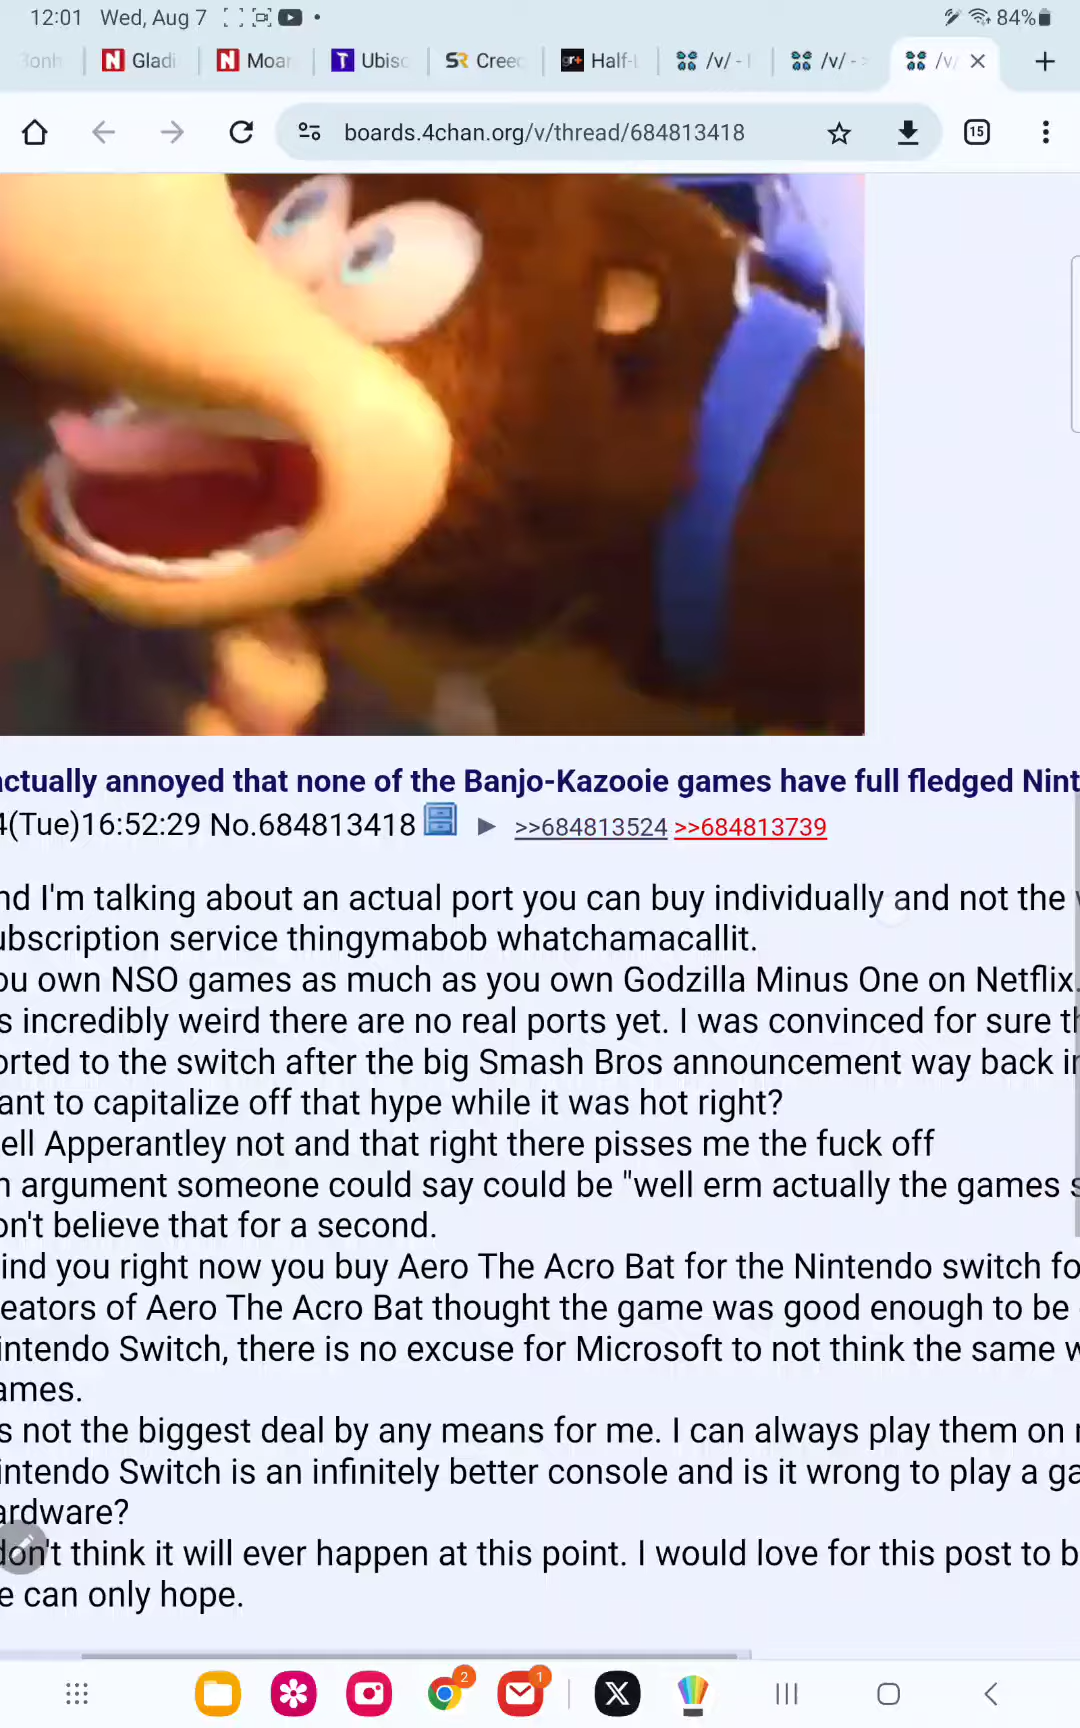 12:01 Wed, Aug 7 84%
Gladi Moar Ubisc Creec Half-L /v/ - /v/ - /v/
boards.4chan.org/v/thread/684813418 15
actually annoyed that none of the Banjo-Kazooie games have full fledged Nint
4(Tue)16:52:29 No.684813418 ▶ >>684813524 >>684813739
nd I'm talking about an actual port you can buy individually and not the
ubscription service thingymabob whatchamacallit.
ou own NSO games as much as you own Godzilla Minus One on Netflix.
s incredibly weird there are no real ports yet. I was convinced for sure th
orted to the switch after the big Smash Bros announcement way back in
ant to capitalize off that hype while it was hot right?
ell Apperantley not and that right there pisses me the fuck off
n argument someone could say could be "well erm actually the games s
on't believe that for a second.
ind you right now you buy Aero The Acro Bat for the Nintendo switch fo
eators of Aero The Acro Bat thought the game was good enough to be
intendo Switch, there is no excuse for Microsoft to not think the same w
ames.
s not the biggest deal by any means for me. I can always play them on
intendo Switch is an infinitely better console and is it wrong to play a ga
ardware?
don't think it will ever happen at this point. I would love for this post to b
e can only hope.
2 1